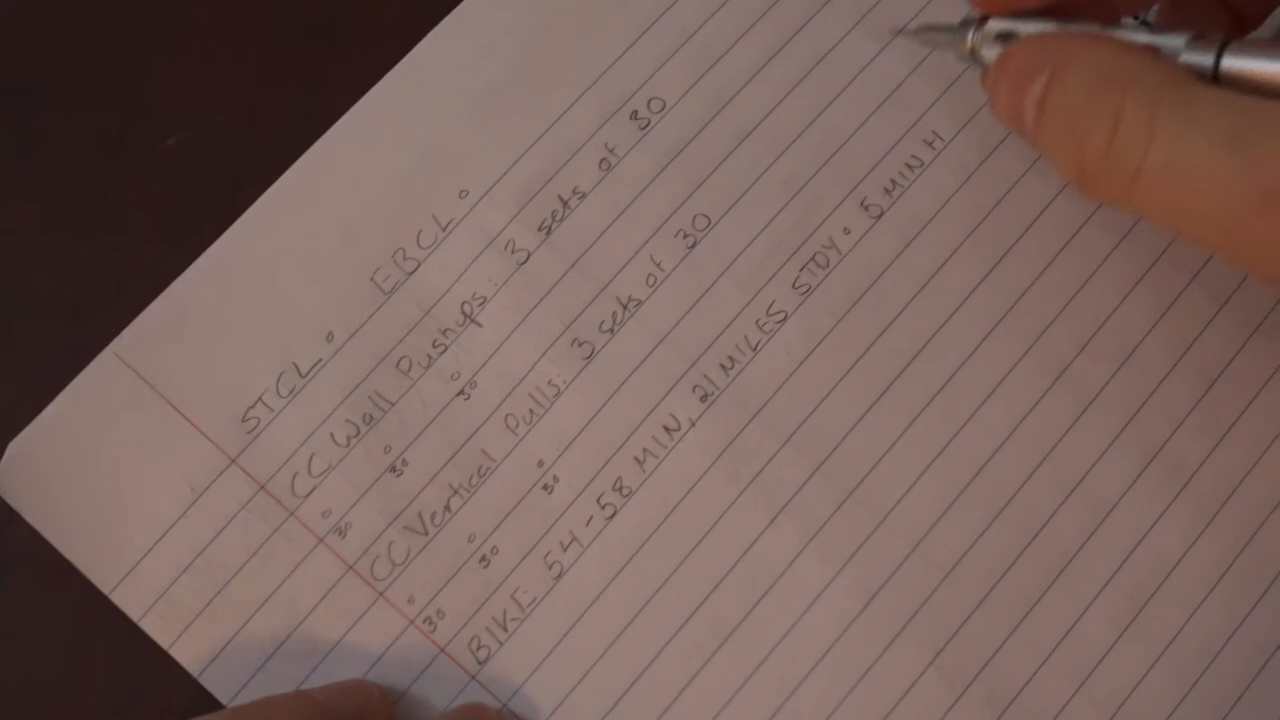 STCL° EBCL°
CC Wall Pushups: 3 sets of 30
° ° °
30 30 30
CC Vertical Pulls: 3 sets of 30
° ° °
30 30 30
BIKE 54-58 MIN, 21 MILES STDY° 5 MIN H